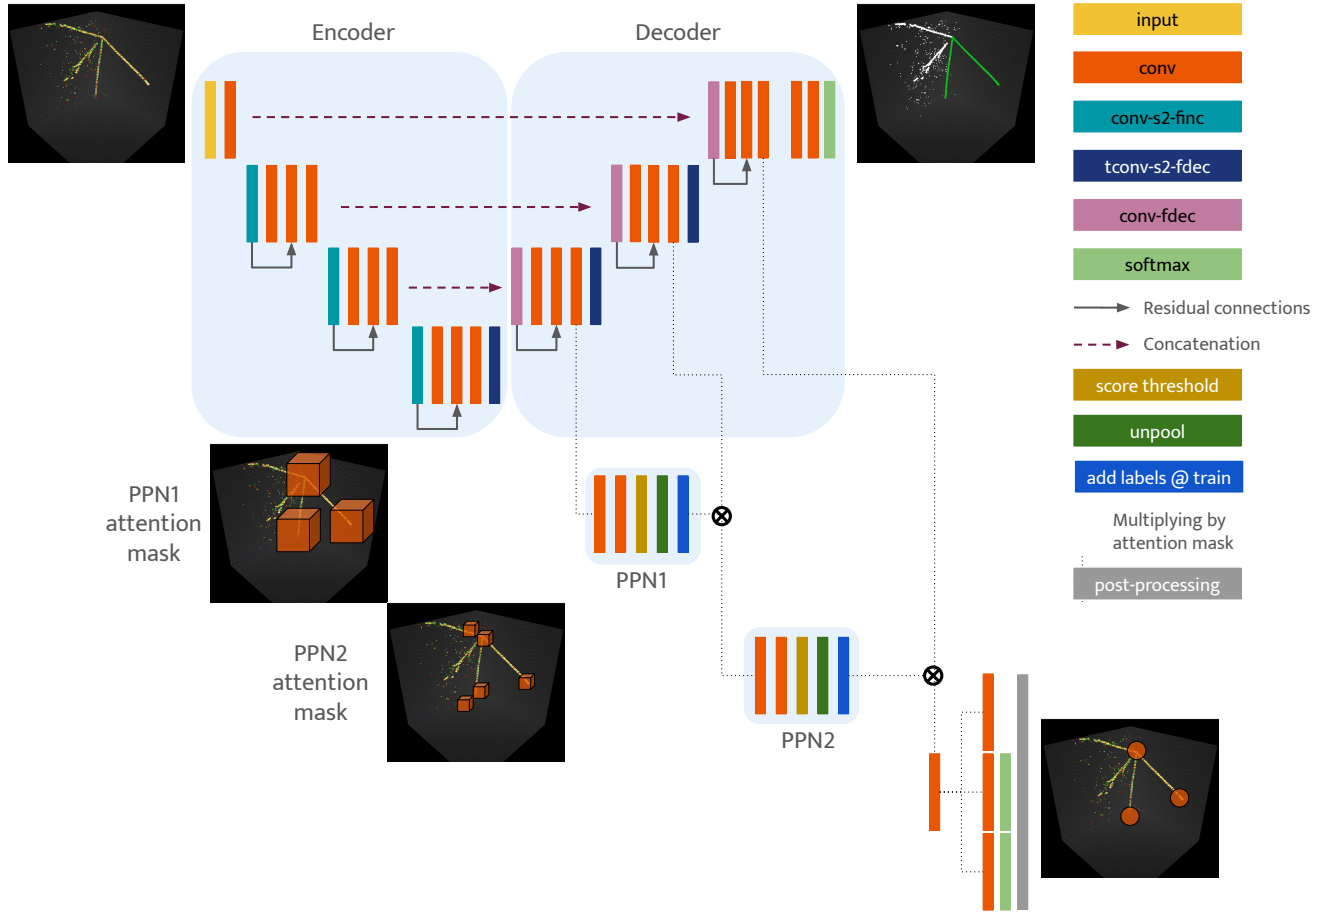 Encoder
Decoder
input
conv
conv-s2-finc
tconv-s2-fdec
conv-fdec
softmax
Residual connections
Concatenation
score threshold
unpool
add labels @ train
Multiplying by
attention mask
post-processing
PPN1
attention
mask
PPN1
PPN2
attention
mask
PPN2